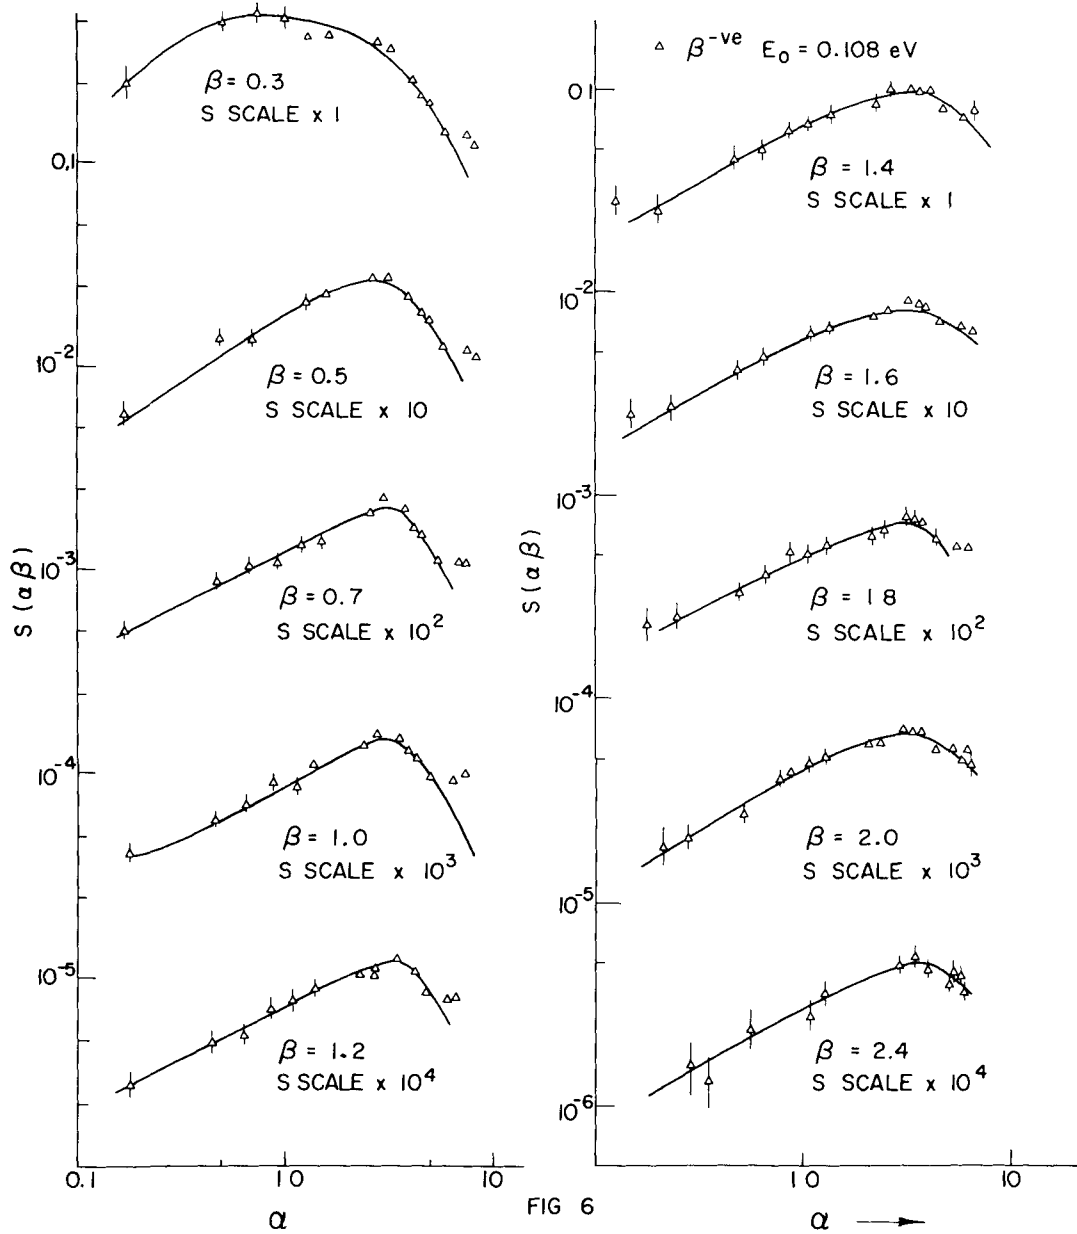 β = 0.3
S SCALE x 1
0,1
10-2
β = 0.5
S SCALE x 10
S (αβ)
10-3
β = 0.7
S SCALE x 10²
10-4
β = 1.0
S SCALE x 10³
10-5
β = 1.2
S SCALE x 10⁴
0.1
1 0
10
α
△ β-ve E₀ = 0.108 eV
0 1
β = 1.4
S SCALE x 1
10-2
β = 1.6
S SCALE x 10
10-3
S (αβ)
β = 1 8
S SCALE x 10²
10-4
β = 2.0
S SCALE x 10³
10-5
β = 2.4
S SCALE x 10⁴
10-6
1 0
10
FIG 6
α